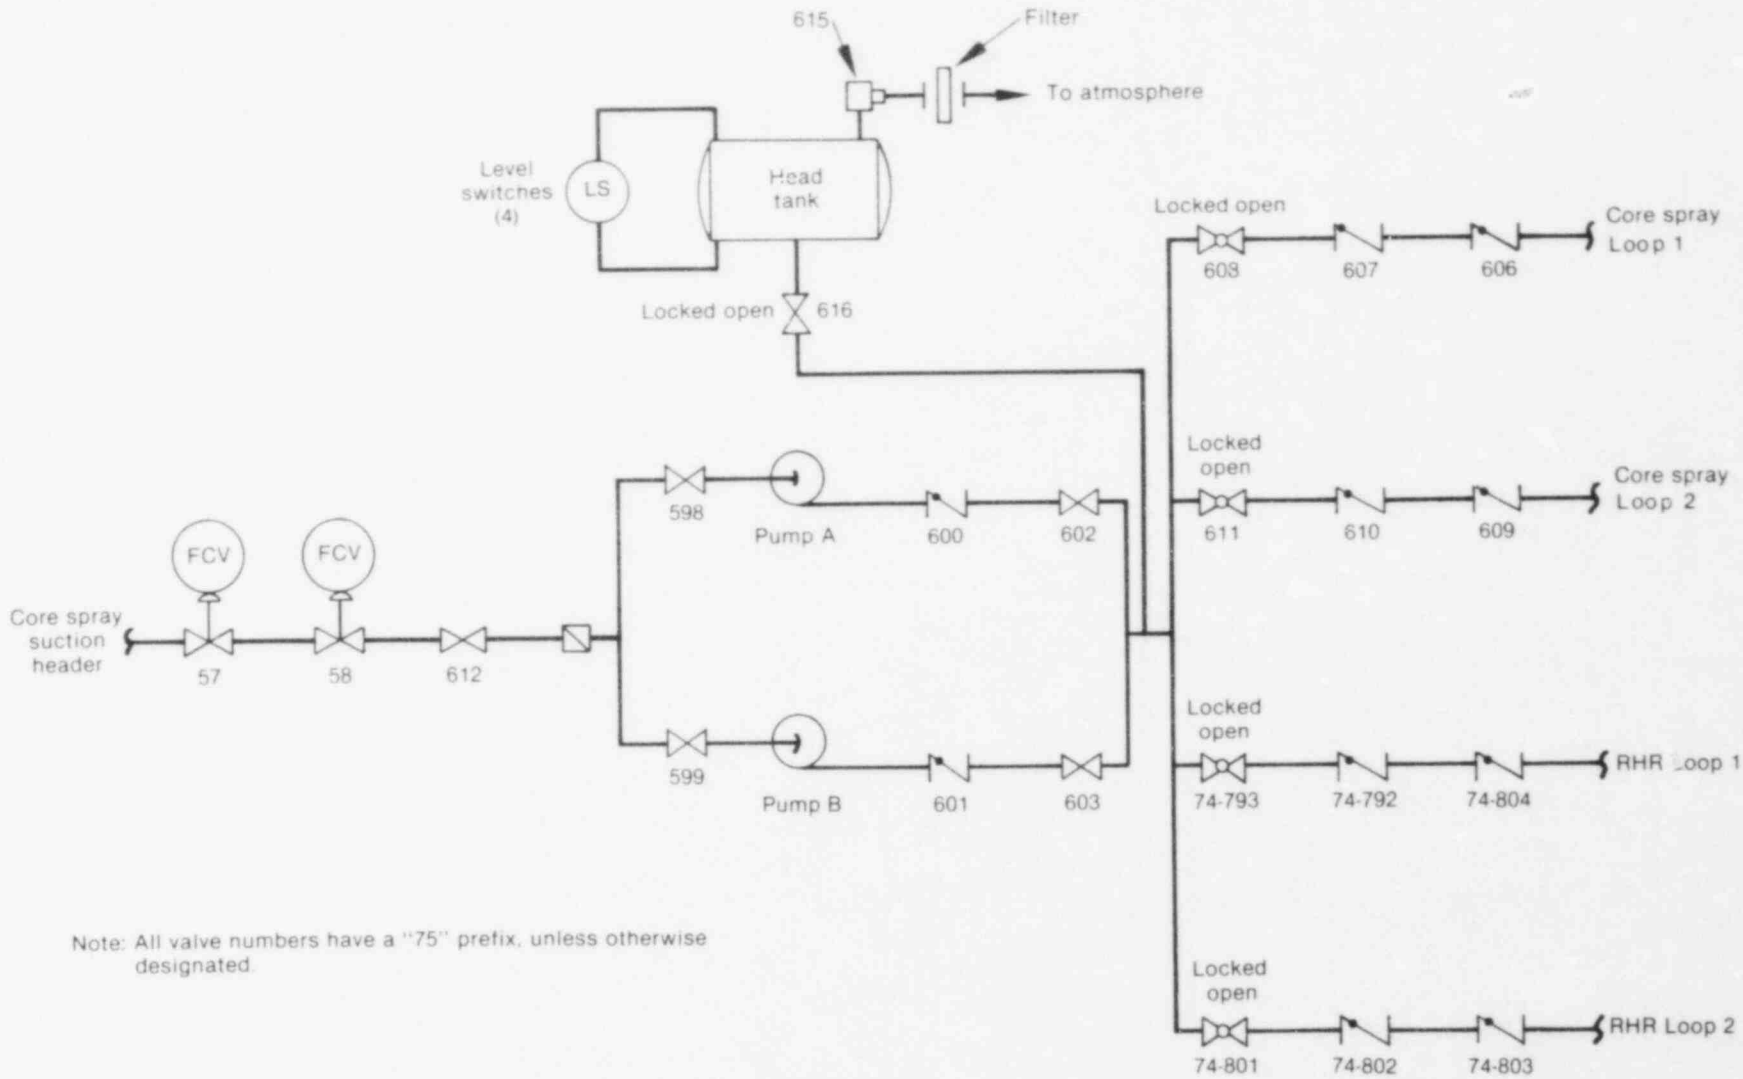 615
Filter
To atmosphere
Level
switches
(4)
LS
Head
tank
Locked open
616
Locked open
608
607
606
Core spray
Loop 1
Locked
open
611
610
609
Core spray
Loop 2
598
Pump A
600
602
FCV
FCV
Core spray
suction
header
57
58
612
599
Pump B
601
603
Locked
open
74-793
74-792
74-804
RHR Loop 1
Note: All valve numbers have a "75" prefix, unless otherwise
designated.
Locked
open
74-801
74-802
74-803
RHR Loop 2